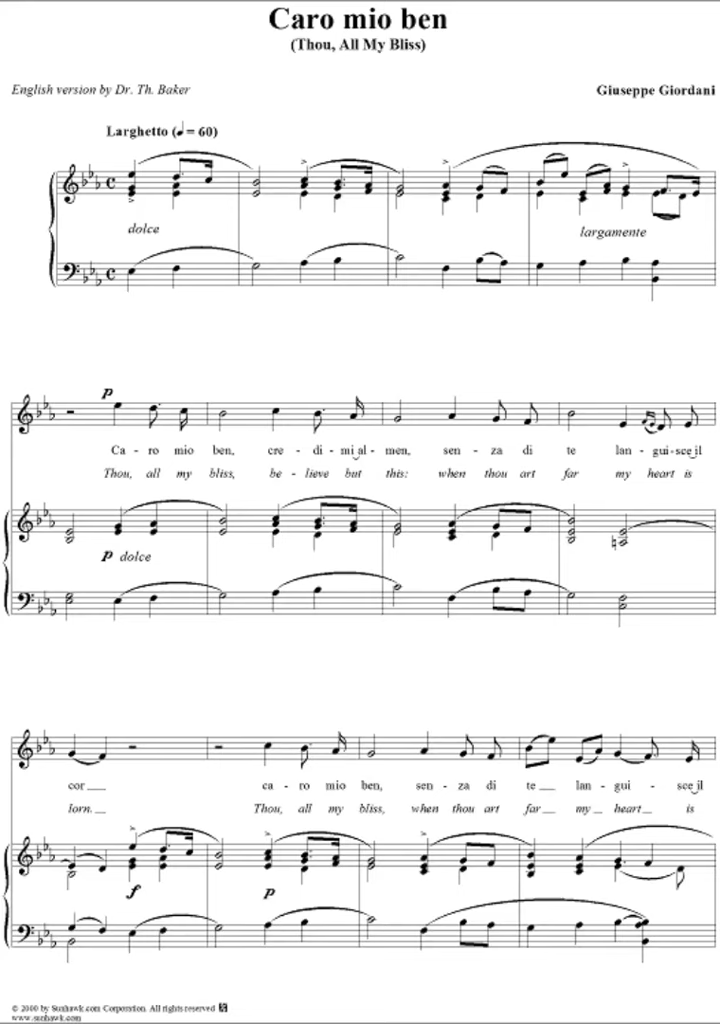 Caro mio ben
(Thou, All My Bliss)
English version by Dr. Th. Baker
Giuseppe Giordani
Larghetto (♩ = 60)
dolce
largamente
p
Ca - ro mio ben, cre - di - mi al - men, sen - za di te lan - gui - sce il
Thou, all my bliss, be - lieve but this: when thou art far my heart is
p dolce
cor ca - ro mio ben, sen - za di te lan - gui - sce il
lorn. Thou, all my bliss, when thou art far my heart is
f p
© 2000 by Sunhawk.com Corporation. All rights reserved
www.sunhawk.com